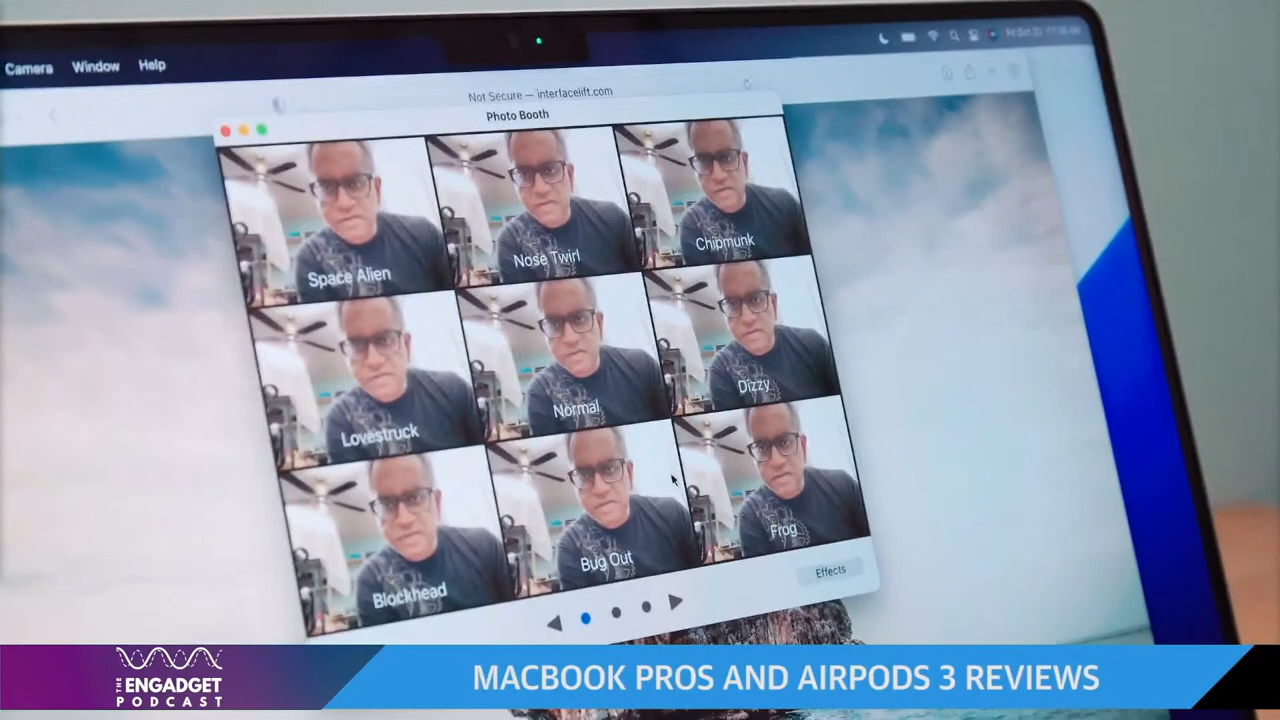 Camera Window Help
Not Secure — interfacelift.com
Photo Booth
Space Alien
Nose Twirl
Chipmunk
Lovestruck
Normal
Dizzy
Blockhead
Bug Out
Frog
Effects
THE
ENGADGET
PODCAST
MACBOOK PROS AND AIRPODS 3 REVIEWS